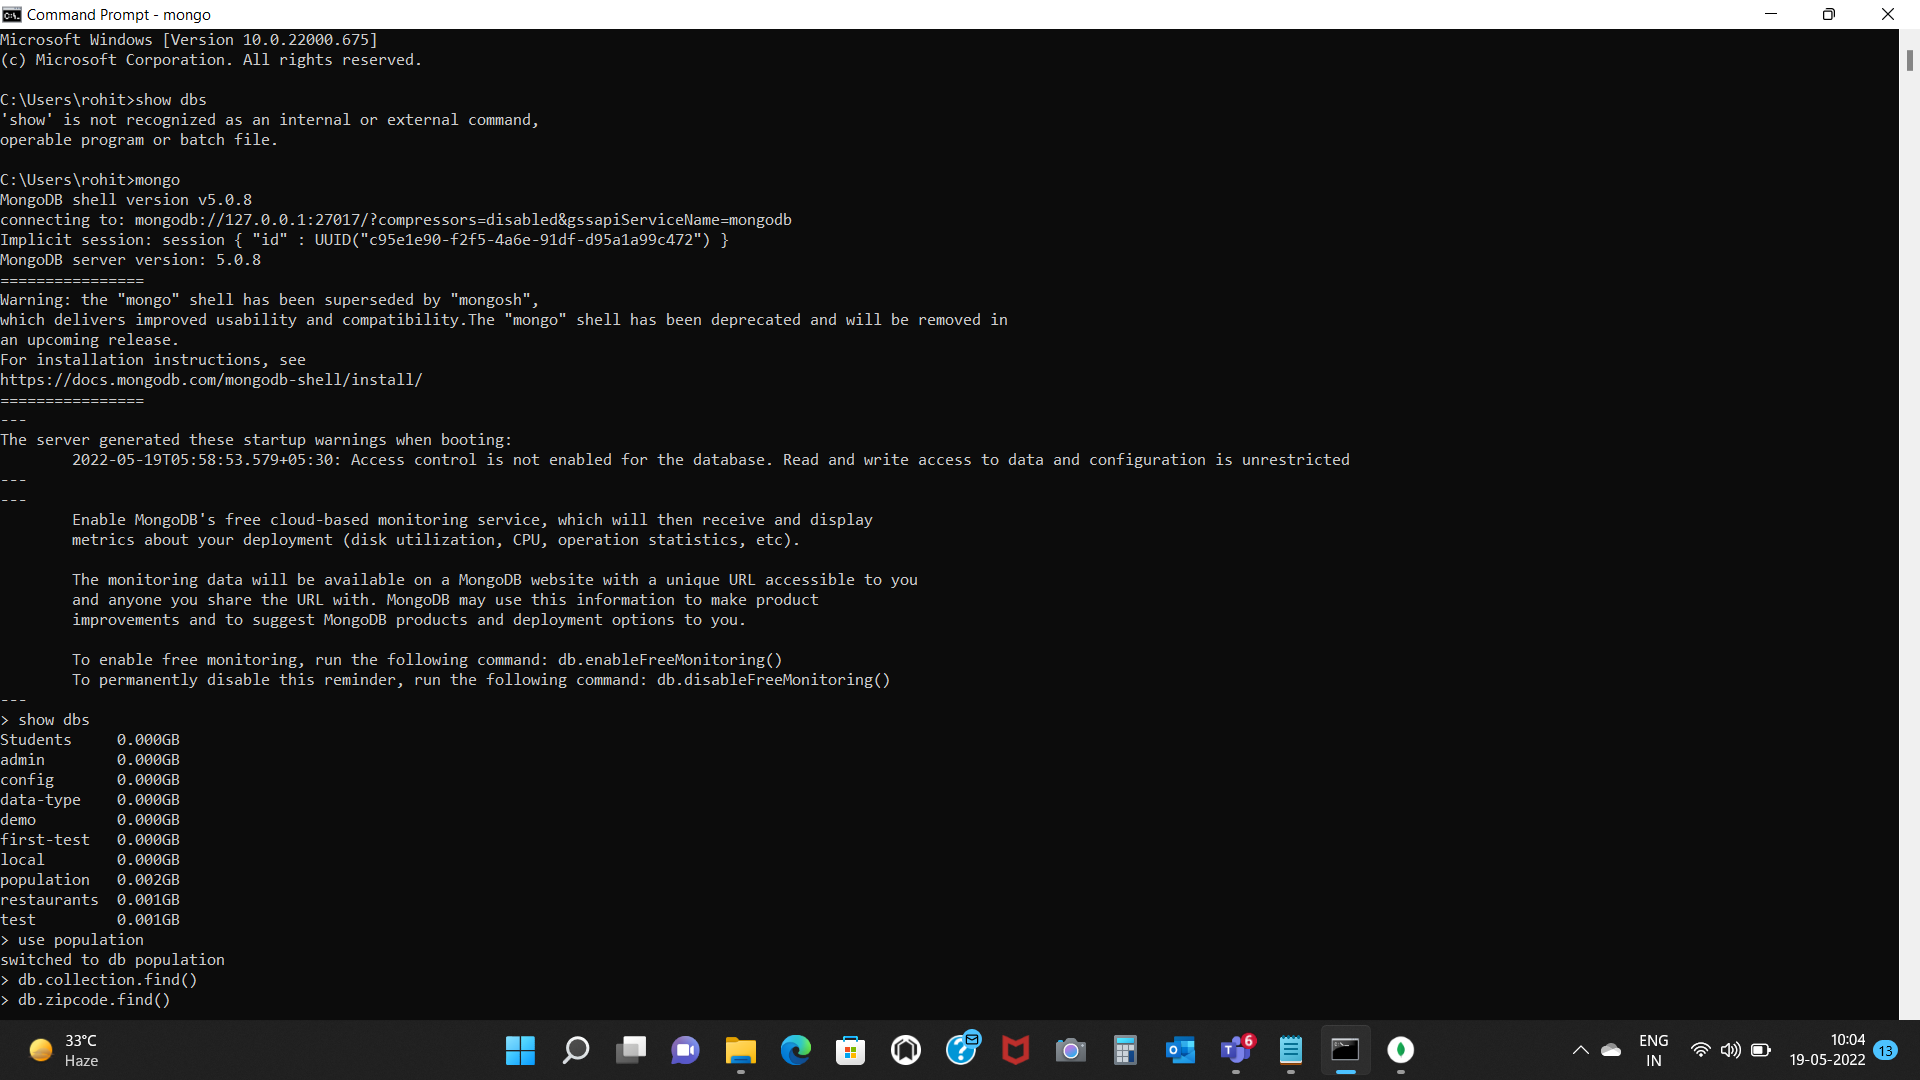 Command Prompt - mongo
Microsoft Windows [Version 10.0.22000.675]
(c) Microsoft Corporation. All rights reserved.
C:\Users\rohit>show dbs
'show' is not recognized as an internal or external command,
operable program or batch file.
C:\Users\rohit>mongo
MongoDB shell version v5.0.8
connecting to: mongodb://127.0.0.1:27017/?compressors=disabled&gssapiServiceName=mongodb
Implicit session: session { "id" : UUID("c95e1e90-f2f5-4a6e-91df-d95a1a99c472") }
MongoDB server version: 5.0.8
================
Warning: the "mongo" shell has been superseded by "mongosh",
which delivers improved usability and compatibility.The "mongo" shell has been deprecated and will be removed in
an upcoming release.
For installation instructions, see
https://docs.mongodb.com/mongodb-shell/install/
================
---
The server generated these startup warnings when booting:
        2022-05-19T05:58:53.579+05:30: Access control is not enabled for the database. Read and write access to data and configuration is unrestricted
---
---
        Enable MongoDB's free cloud-based monitoring service, which will then receive and display
        metrics about your deployment (disk utilization, CPU, operation statistics, etc).
        The monitoring data will be available on a MongoDB website with a unique URL accessible to you
        and anyone you share the URL with. MongoDB may use this information to make product
        improvements and to suggest MongoDB products and deployment options to you.
        To enable free monitoring, run the following command: db.enableFreeMonitoring()
        To permanently disable this reminder, run the following command: db.disableFreeMonitoring()
---
> show dbs
Students     0.000GB
admin        0.000GB
config       0.000GB
data-type    0.000GB
demo         0.000GB
first-test   0.000GB
local        0.000GB
population   0.002GB
restaurants  0.001GB
test         0.001GB
> use population
switched to db population
> db.collection.find()
> db.zipcode.find()
33°C
Haze
6
ENG
IN
10:04
19-05-2022
13